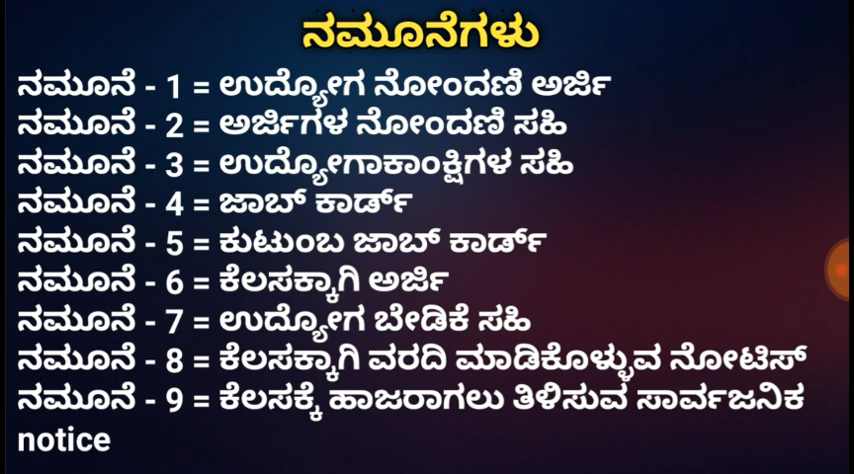 ನಮೂನೆಗಳು
ನಮೂನೆ - 1 = ಉದ್ಯೋಗ ನೋಂದಣಿ ಅರ್ಜಿ
ನಮೂನೆ - 2 = ಅರ್ಜಿಗಳ ನೋಂದಣಿ ಸಹಿ
ನಮೂನೆ - 3 = ಉದ್ಯೋಗಾಕಾಂಕ್ಷಿಗಳ ಸಹಿ
ನಮೂನೆ - 4 = ಜಾಬ್ ಕಾರ್ಡ್
ನಮೂನೆ - 5 = ಕುಟುಂಬ ಜಾಬ್ ಕಾರ್ಡ್
ನಮೂನೆ - 6 = ಕೆಲಸಕ್ಕಾಗಿ ಅರ್ಜಿ
ನಮೂನೆ - 7 = ಉದ್ಯೋಗ ಬೇಡಿಕೆ ಸಹಿ
ನಮೂನೆ - 8 = ಕೆಲಸಕ್ಕಾಗಿ ವರದಿ ಮಾಡಿಕೊಳ್ಳುವ ನೋಟಿಸ್
ನಮೂನೆ - 9 = ಕೆಲಸಕ್ಕೆ ಹಾಜರಾಗಲು ತಿಳಿಸುವ ಸಾರ್ವಜನಿಕ
notice